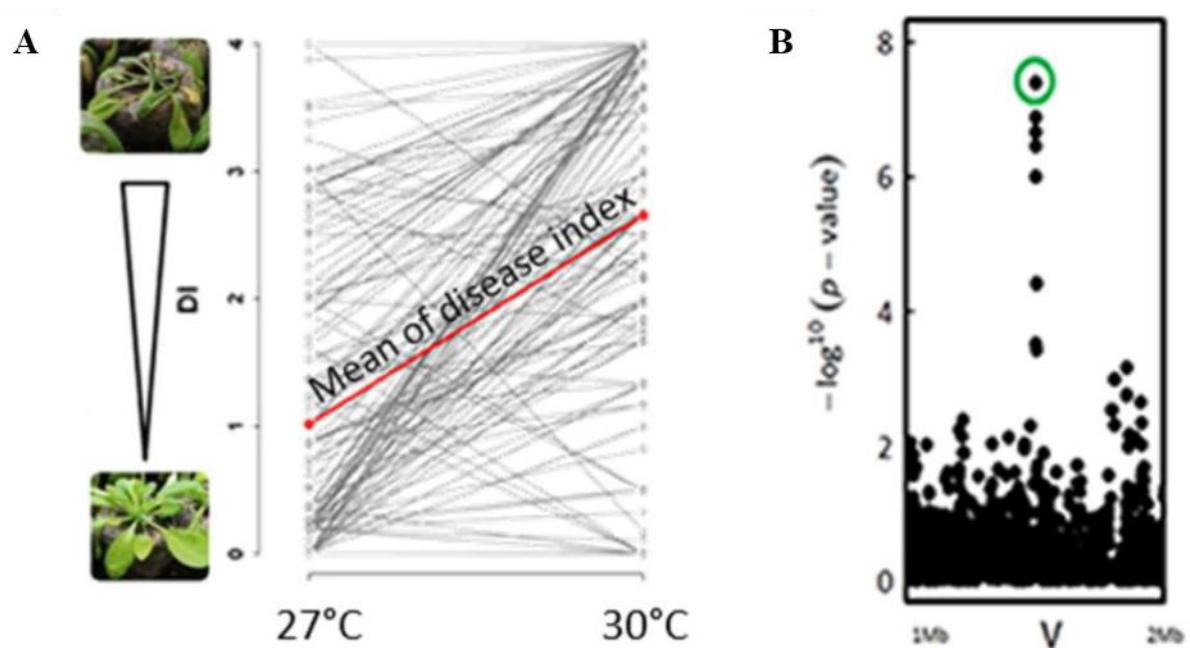 A
4
3
2
1
0
DI
Mean of disease index
27°C
30°C
B
8
6
4
2
0
−log10 (p − value)
1Mb
V
2Mb